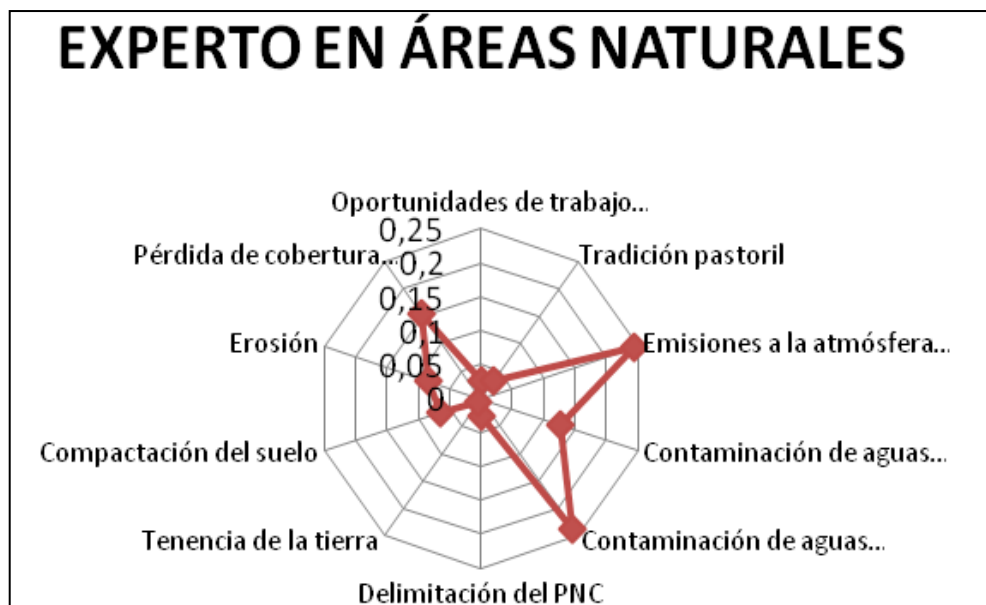 EXPERTO EN ÁREAS NATURALES
Oportunidades de trabajo...
0,25
Pérdida de cobertura...
0,2
Tradición pastoril
0,15
Erosión
0,1
Emisiones a la atmósfera...
0,05
0
Compactación del suelo
Contaminación de aguas...
Tenencia de la tierra
Contaminación de aguas...
Delimitación del PNC